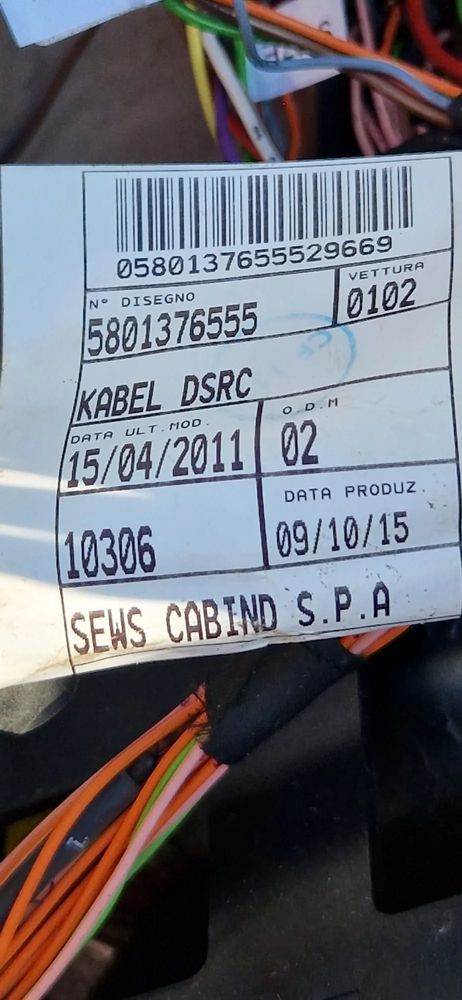 0580137655529669
N° DISEGNO
VETTURA
5801376555
0102
KABEL DSRC
DATA ULT.MOD.
O.D.M
15/04/2011
02
DATA PRODUZ
10306
09/10/15
SEWS CABIND S.P.A